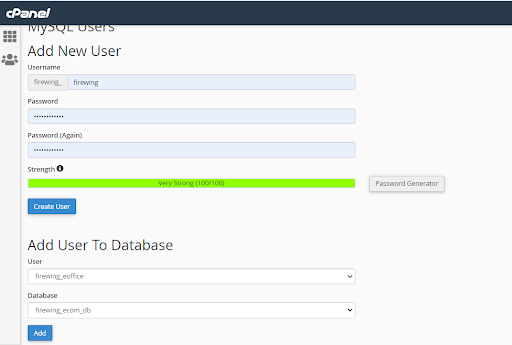 cPanel
MySQL Users
Add New User
Username
firewing_ firewing
Password
••••••••••••
Password (Again)
••••••••••••
Strength
Very Strong (100/100)
Password Generator
Create User
Add User To Database
User
firewing_eoffice
Database
firewing_ecom_db
Add